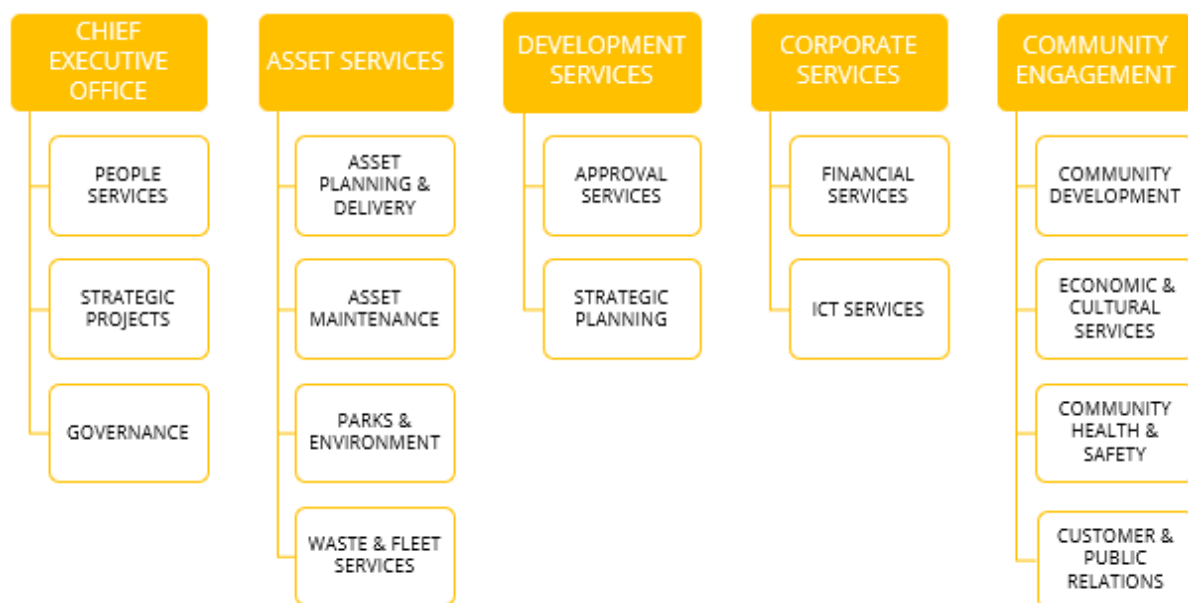 CHIEF
EXECUTIVE
OFFICE
PEOPLE
SERVICES
STRATEGIC
PROJECTS
GOVERNANCE
ASSET SERVICES
ASSET
PLANNING &
DELIVERY
ASSET
MAINTENANCE
PARKS &
ENVIRONMENT
WASTE & FLEET
SERVICES
DEVELOPMENT
SERVICES
APPROVAL
SERVICES
STRATEGIC
PLANNING
CORPORATE
SERVICES
FINANCIAL
SERVICES
ICT SERVICES
COMMUNITY
ENGAGEMENT
COMMUNITY
DEVELOPMENT
ECONOMIC &
CULTURAL
SERVICES
COMMUNITY
HEALTH &
SAFETY
CUSTOMER &
PUBLIC
RELATIONS